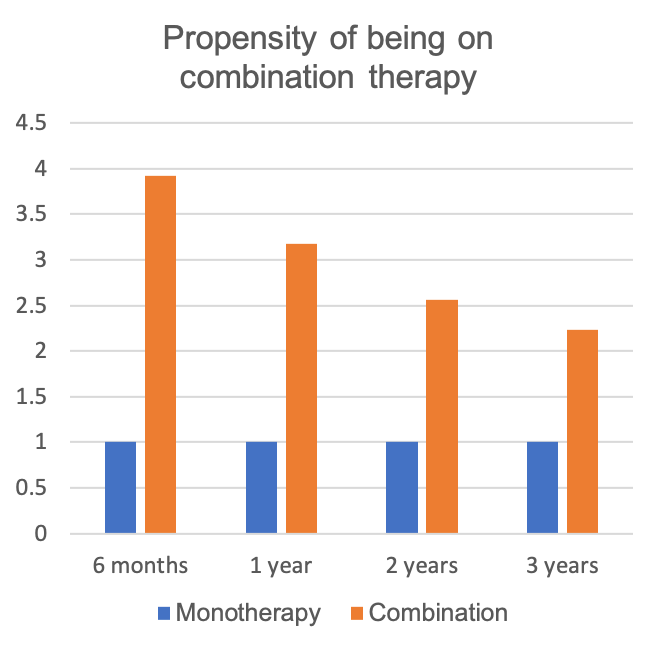 Propensity of being on
combination therapy
4.5
4
3.5
3
2.5
2
1.5
1
0.5
0
6 months 1 year 2 years 3 years
Monotherapy Combination